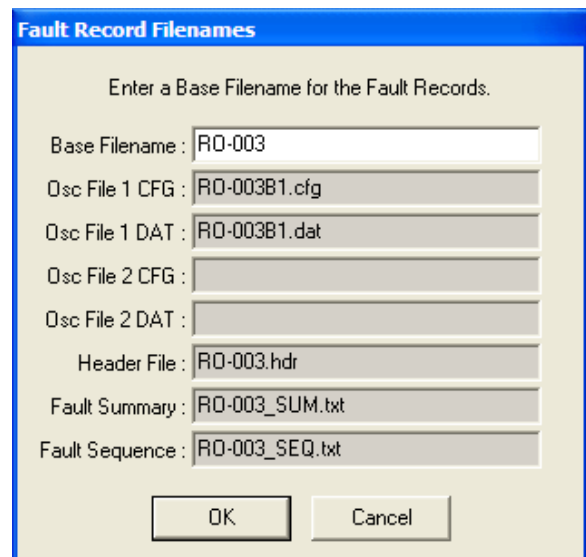 Fault Record Filenames
Enter a Base Filename for the Fault Records.
Base Filename : RO-003
Osc File 1 CFG : RO-003B1.cfg
Osc File 1 DAT : RO-003B1.dat
Osc File 2 CFG :
Osc File 2 DAT :
Header File : RO-003.hdr
Fault Summary : RO-003_SUM.txt
Fault Sequence : RO-003_SEQ.txt
OK Cancel